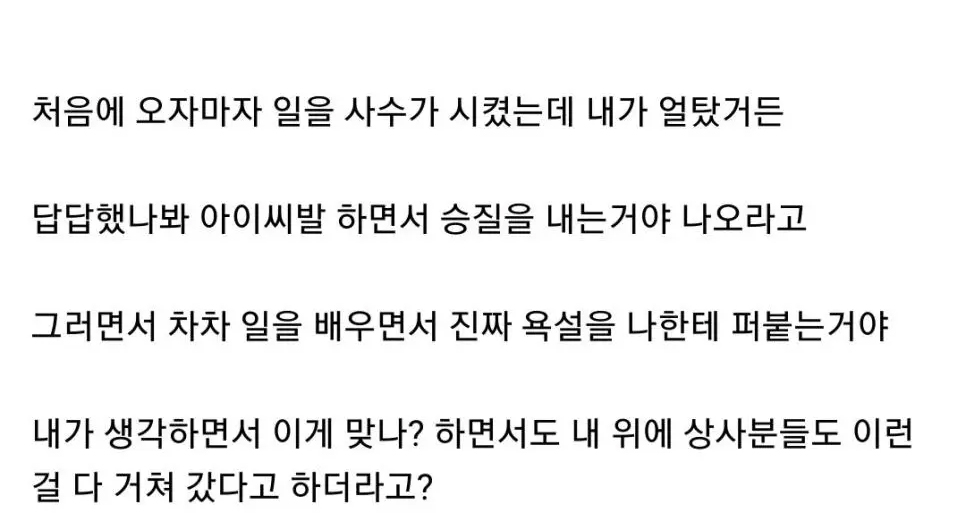 처음에 오자마자 일을 사수가 시켰는데 내가 얼탔거든
답답했나봐 아이씨발 하면서 승질을 내는거야 나오라고
그러면서 차차 일을 배우면서 진짜 욕설을 나한테 퍼붙는거야
내가 생각하면서 이게 맞나? 하면서도 내 위에 상사분들도 이런
걸 다 거쳐 갔다고 하더라고?